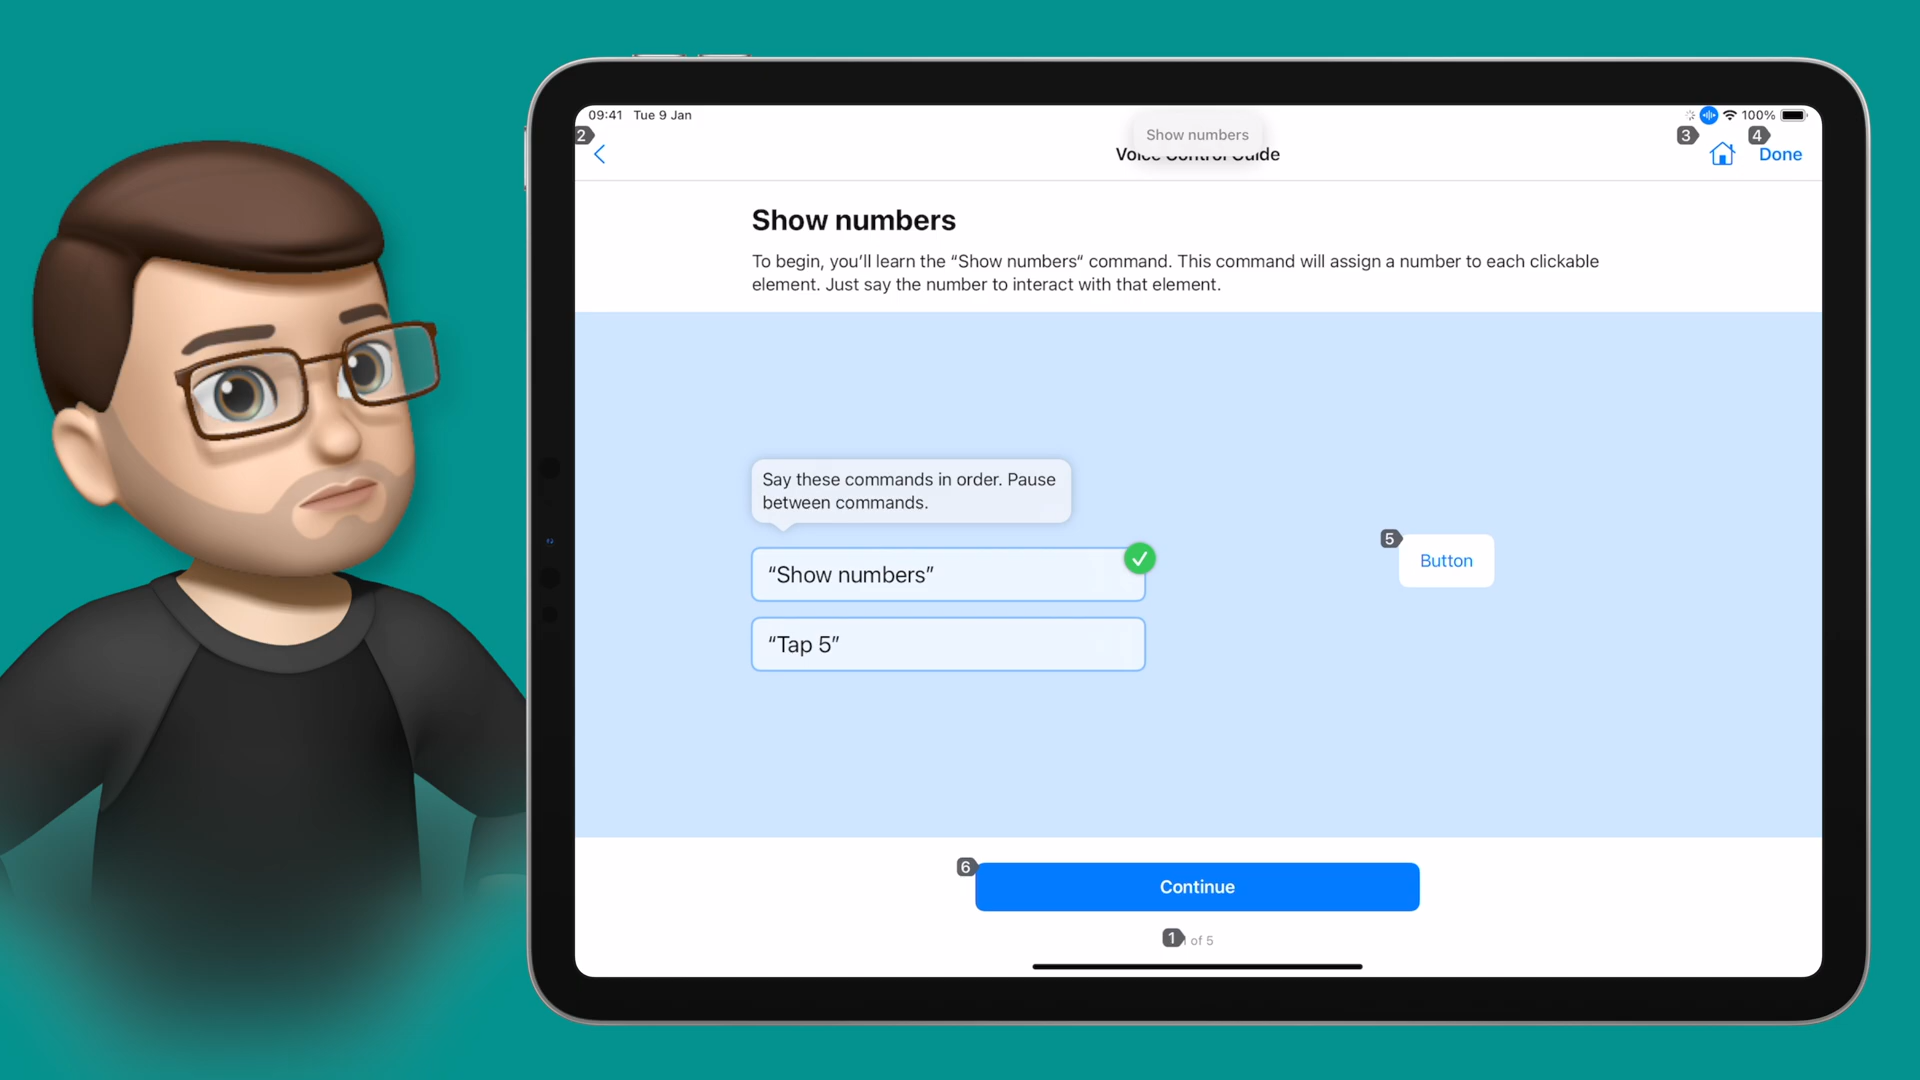 09:41 Tue 9 Jan
100%
Show numbers
2
3
4
Voice Control Guide
Done
Show numbers
To begin, you’ll learn the “Show numbers“ command. This command will assign a number to each clickable
element. Just say the number to interact with that element.
Say these commands in order. Pause
between commands.
“Show numbers”
“Tap 5”
5
Button
6
Continue
1
of 5